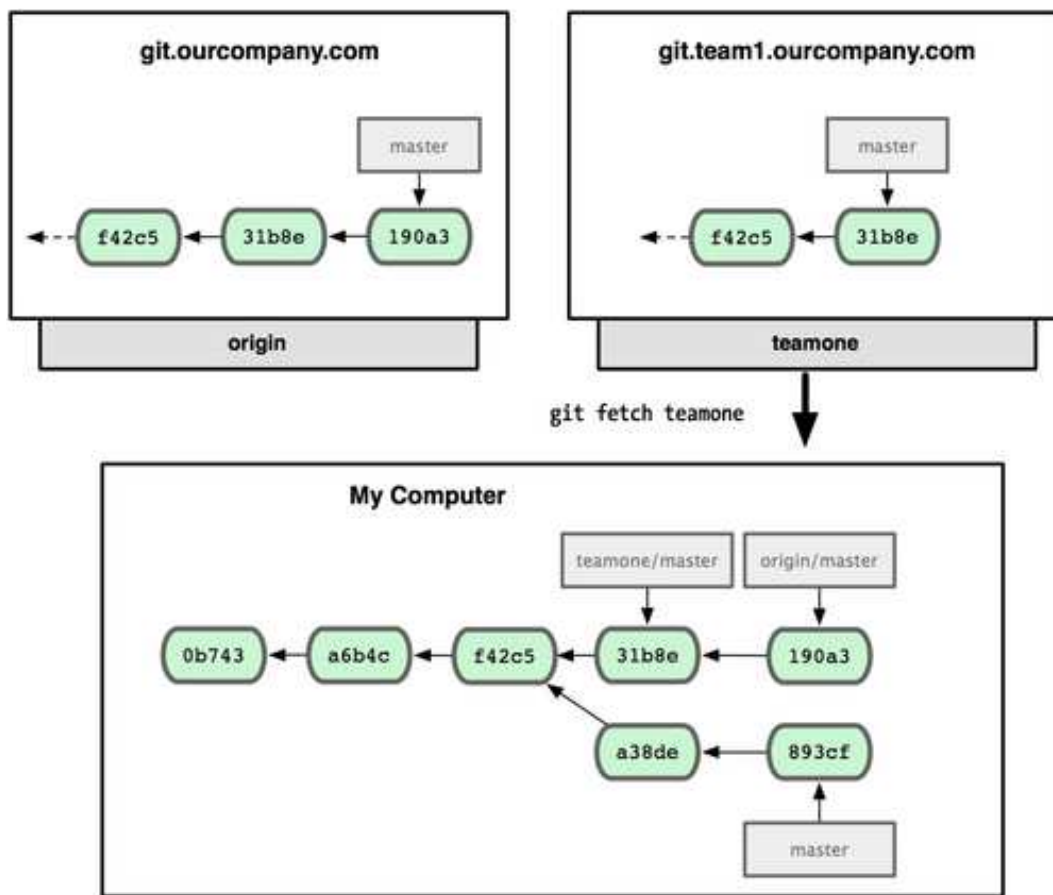 git.ourcompany.com
master
f42c5
31b8e
190a3
origin
git.team1.ourcompany.com
master
f42c5
31b8e
teamone
git fetch teamone
My Computer
teamone/master
origin/master
0b743
a6b4c
f42c5
31b8e
190a3
a38de
893cf
master